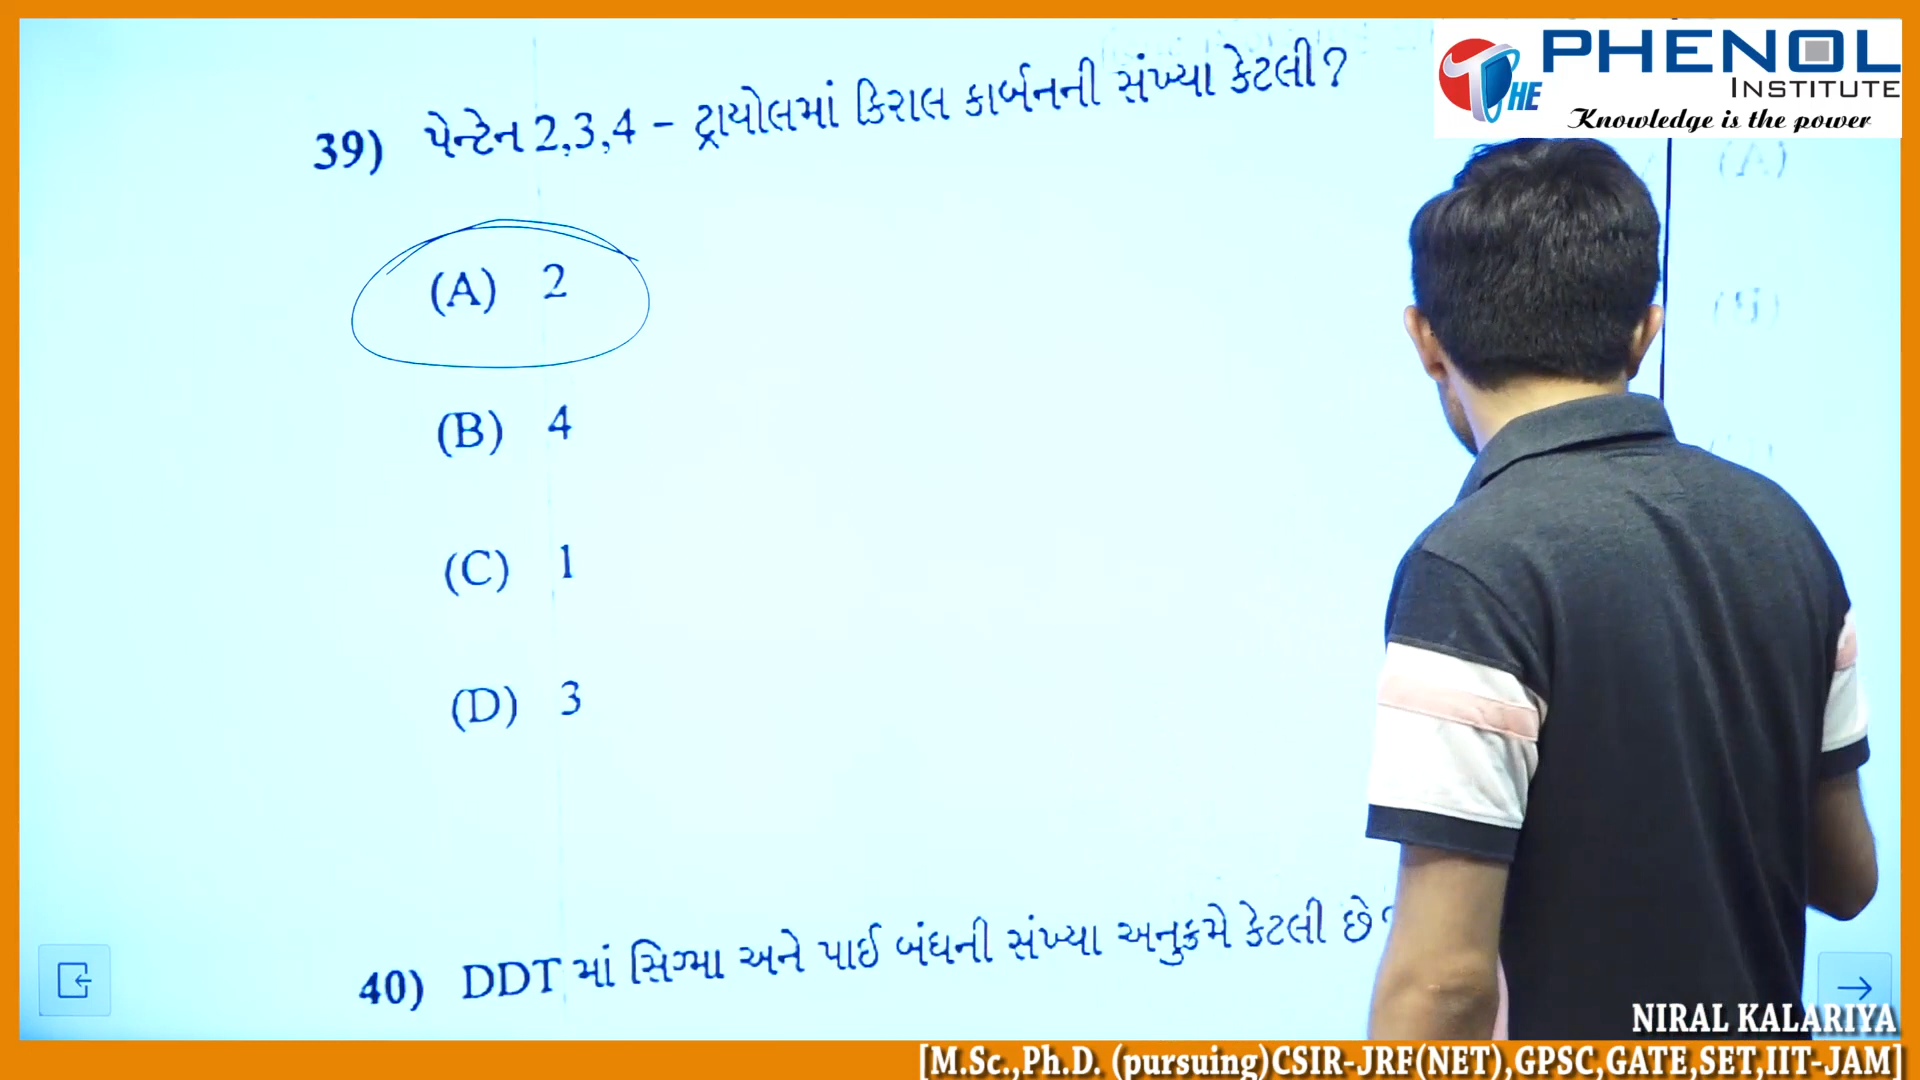 THE PHENOL
INSTITUTE
Knowledge is the power
39) પેન્ટેન 2,3,4 – ટ્રાયોલમાં કિરાલ કાર્બનની સંખ્યા કેટલી?
(A) 2
(B) 4
(C) 1
(D) 3
(A)
40) DDT માં સિગ્મા અને પાઈ બંધની સંખ્યા અનુક્રમે કેટલી છે
NIRAL KALARIYA
[M.Sc.,Ph.D. (pursuing)CSIR-JRF(NET),GPSC,GATE,SET,IIT-JAM]